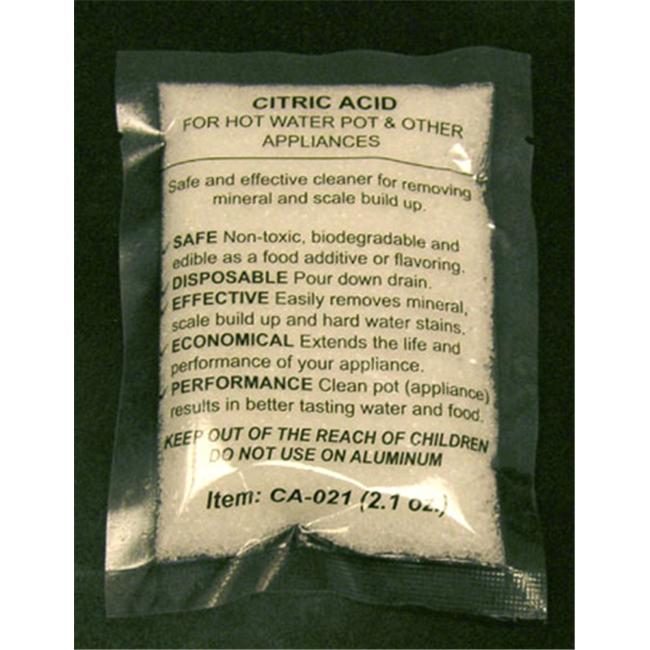 CITRIC ACID
FOR HOT WATER POT & OTHER
APPLIANCES
Safe and effective cleaner for removing
mineral and scale build up.
SAFE Non-toxic, biodegradable and
edible as a food additive or flavoring.
DISPOSABLE Pour down drain.
EFFECTIVE Easily removes mineral,
scale build up and hard water stains.
ECONOMICAL Extends the life and
performance of your appliance.
PERFORMANCE Clean pot (appliance)
results in better tasting water and food.
KEEP OUT OF THE REACH OF CHILDREN
DO NOT USE ON ALUMINUM
Item: CA-021 (2.1 oz.)